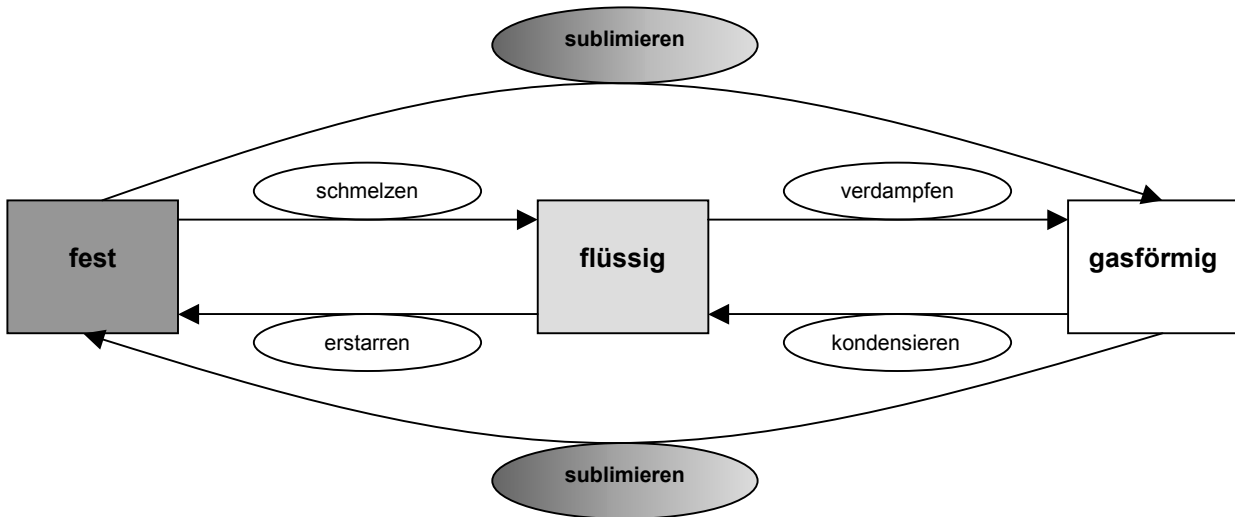 sublimieren
schmelzen
verdampfen
fest
flüssig
gasförmig
erstarren
kondensieren
sublimieren